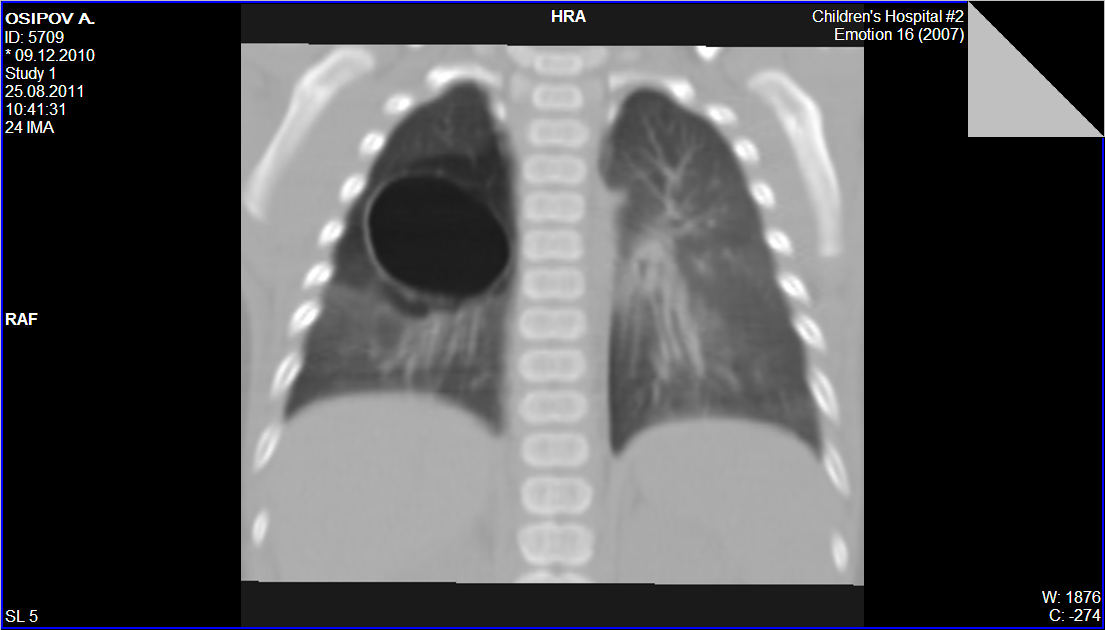 OSIPOV A.
ID: 5709
* 09.12.2010
Study 1
25.08.2011
10:41:31
24 IMA
HRA
Children's Hospital #2
Emotion 16 (2007)
RAF
SL 5
W: 1876
C: -274